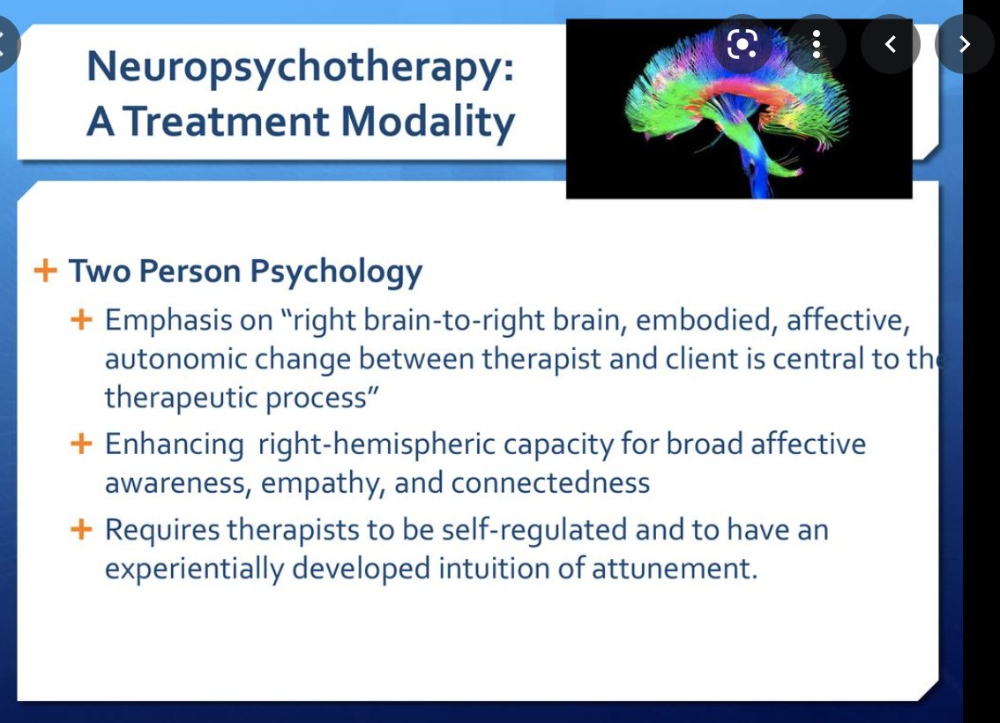 Neuropsychotherapy:
A Treatment Modality
Two Person Psychology
Emphasis on “right brain-to-right brain, embodied, affective,
autonomic change between therapist and client is central to the
therapeutic process”
Enhancing right-hemispheric capacity for broad affective
awareness, empathy, and connectedness
Requires therapists to be self-regulated and to have an
experientially developed intuition of attunement.